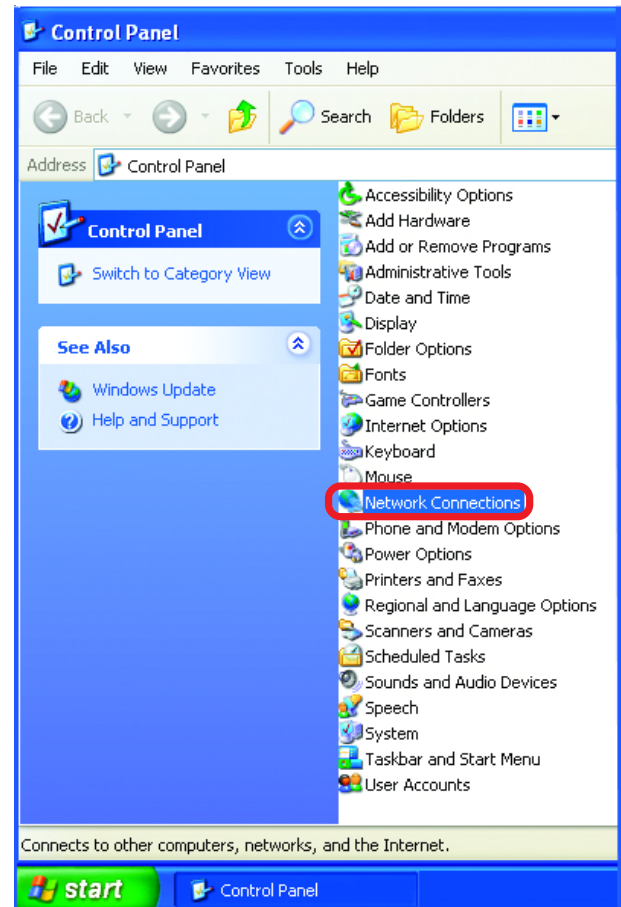 Control Panel
File Edit View Favorites Tools Help
Back Search Folders
Address Control Panel
Control Panel
Switch to Category View
See Also
Windows Update
Help and Support
Accessibility Options
Add Hardware
Add or Remove Programs
Administrative Tools
Date and Time
Display
Folder Options
Fonts
Game Controllers
Internet Options
Keyboard
Mouse
Network Connections
Phone and Modem Options
Power Options
Printers and Faxes
Regional and Language Options
Scanners and Cameras
Scheduled Tasks
Sounds and Audio Devices
Speech
System
Taskbar and Start Menu
User Accounts
Connects to other computers, networks, and the Internet.
start Control Panel